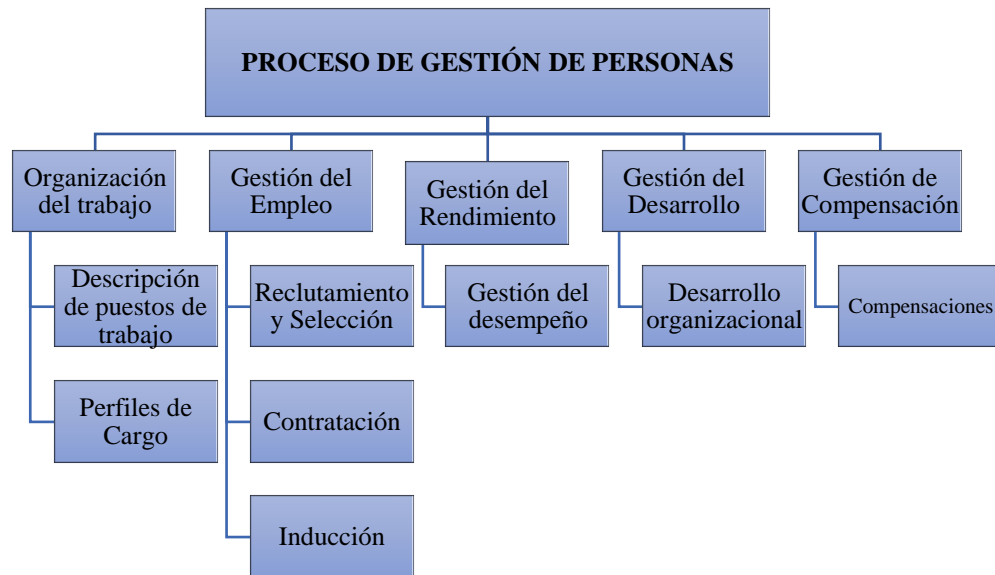 PROCESO DE GESTIÓN DE PERSONAS
Organización
del trabajo
Descripción
de puestos de
trabajo
Perfiles de
Cargo
Gestión del
Empleo
Reclutamiento
y Selección
Contratación
Inducción
Gestión del
Rendimiento
Gestión del
desempeño
Gestión del
Desarrollo
Desarrollo
organizacional
Gestión de
Compensación
Compensaciones